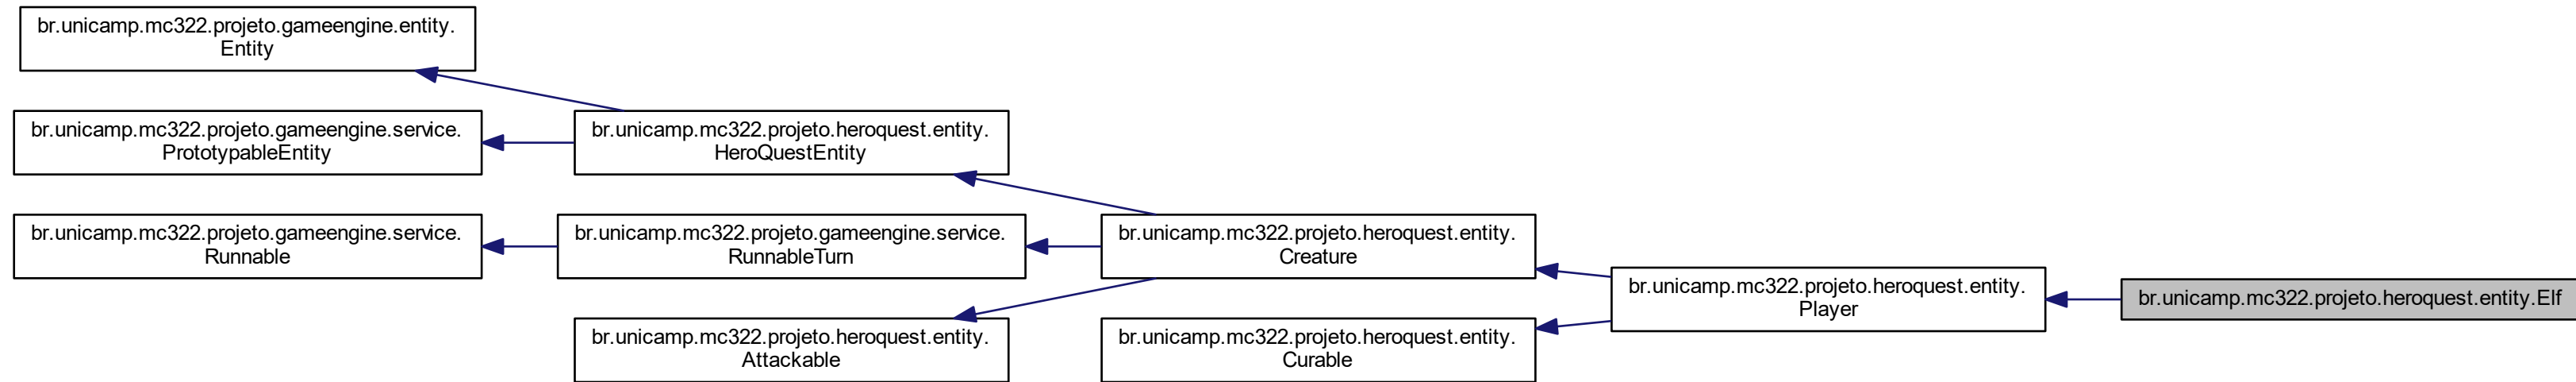 br.unicamp.mc322.projeto.gameengine.entity.
Entity
br.unicamp.mc322.projeto.gameengine.service.
PrototypableEntity
br.unicamp.mc322.projeto.heroquest.entity.
HeroQuestEntity
br.unicamp.mc322.projeto.gameengine.service.
Runnable
br.unicamp.mc322.projeto.gameengine.service.
RunnableTurn
br.unicamp.mc322.projeto.heroquest.entity.
Creature
br.unicamp.mc322.projeto.heroquest.entity.
Attackable
br.unicamp.mc322.projeto.heroquest.entity.
Curable
br.unicamp.mc322.projeto.heroquest.entity.
Player
br.unicamp.mc322.projeto.heroquest.entity.Elf